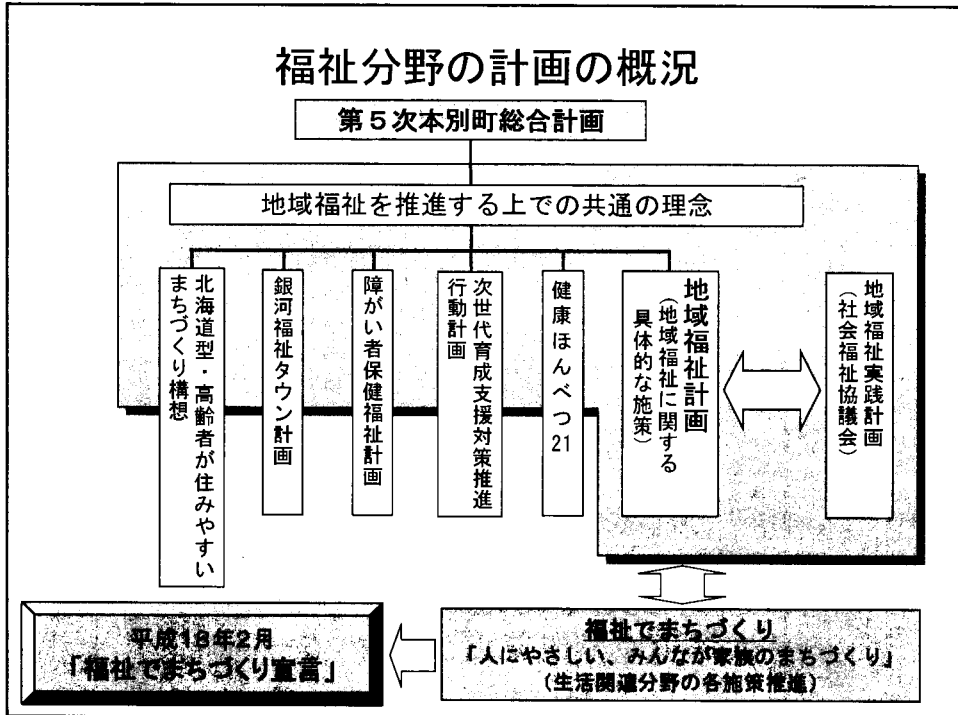 福祉分野の計画の概況
第5次本別町総合計画
地域福祉を推進する上での共通の理念
北海道型・高齢者が住みやすい
まちづくり構想
銀河福祉タウン計画
障がい者保健福祉計画
次世代育成支援対策推進
行動計画
健康ほんべつ21
地域福祉計画
(地域福祉に関する
具体的な施策)
地域福祉実践計画
(社会福祉協議会)
福祉でまちづくり
「人にやさしい、みんなが家族のまちづくり」
(生活関連分野の各施策推進)
平成18年2月
「福祉でまちづくり宣言」